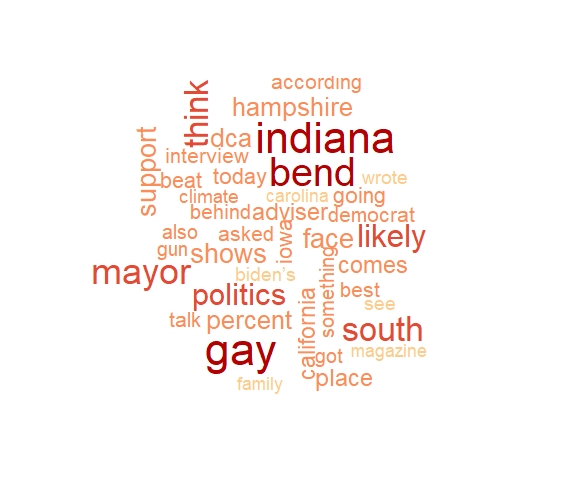 according
think
hampshire
dca
indiana
support
interview
bend
beat
today
wrote
climate
carolina
going
behind
adviser
democrat
also
asked
iowa
face
likely
gun
shows
something
comes
mayor
biden's
politics
california
best
see
talk
percent
south
gay
got
magazine
place
family